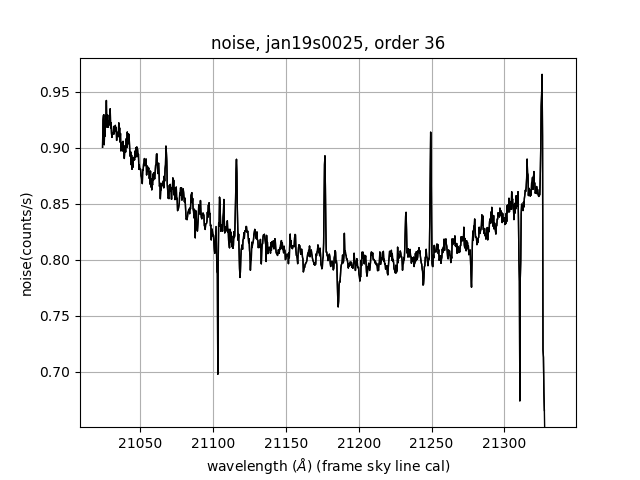 noise, jan19s0025, order 36
0.95
0.90
0.85
0.80
0.75
0.70
noise(counts/s)
21050 21100 21150 21200 21250 21300
wavelength (Å) (frame sky line cal)